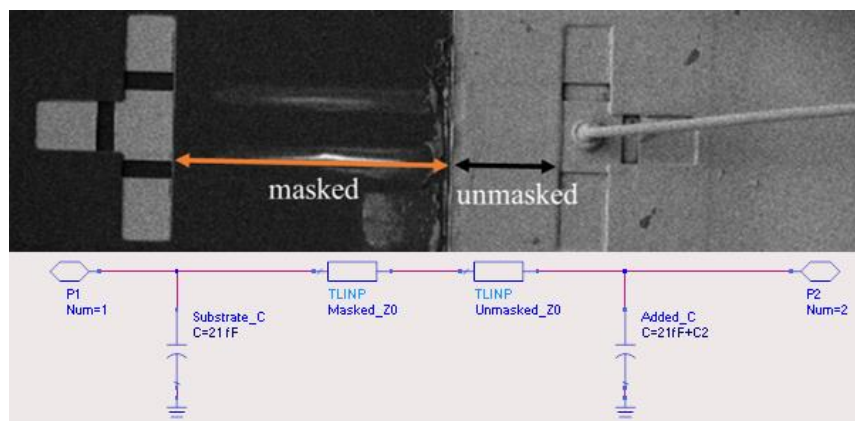 masked
unmasked
P1
Num=1
Substrate_C
C=21fF
TLINP
Masked_Z0
TLINP
Unmasked_Z0
Added_C
C=21fF+C2
P2
Num=2